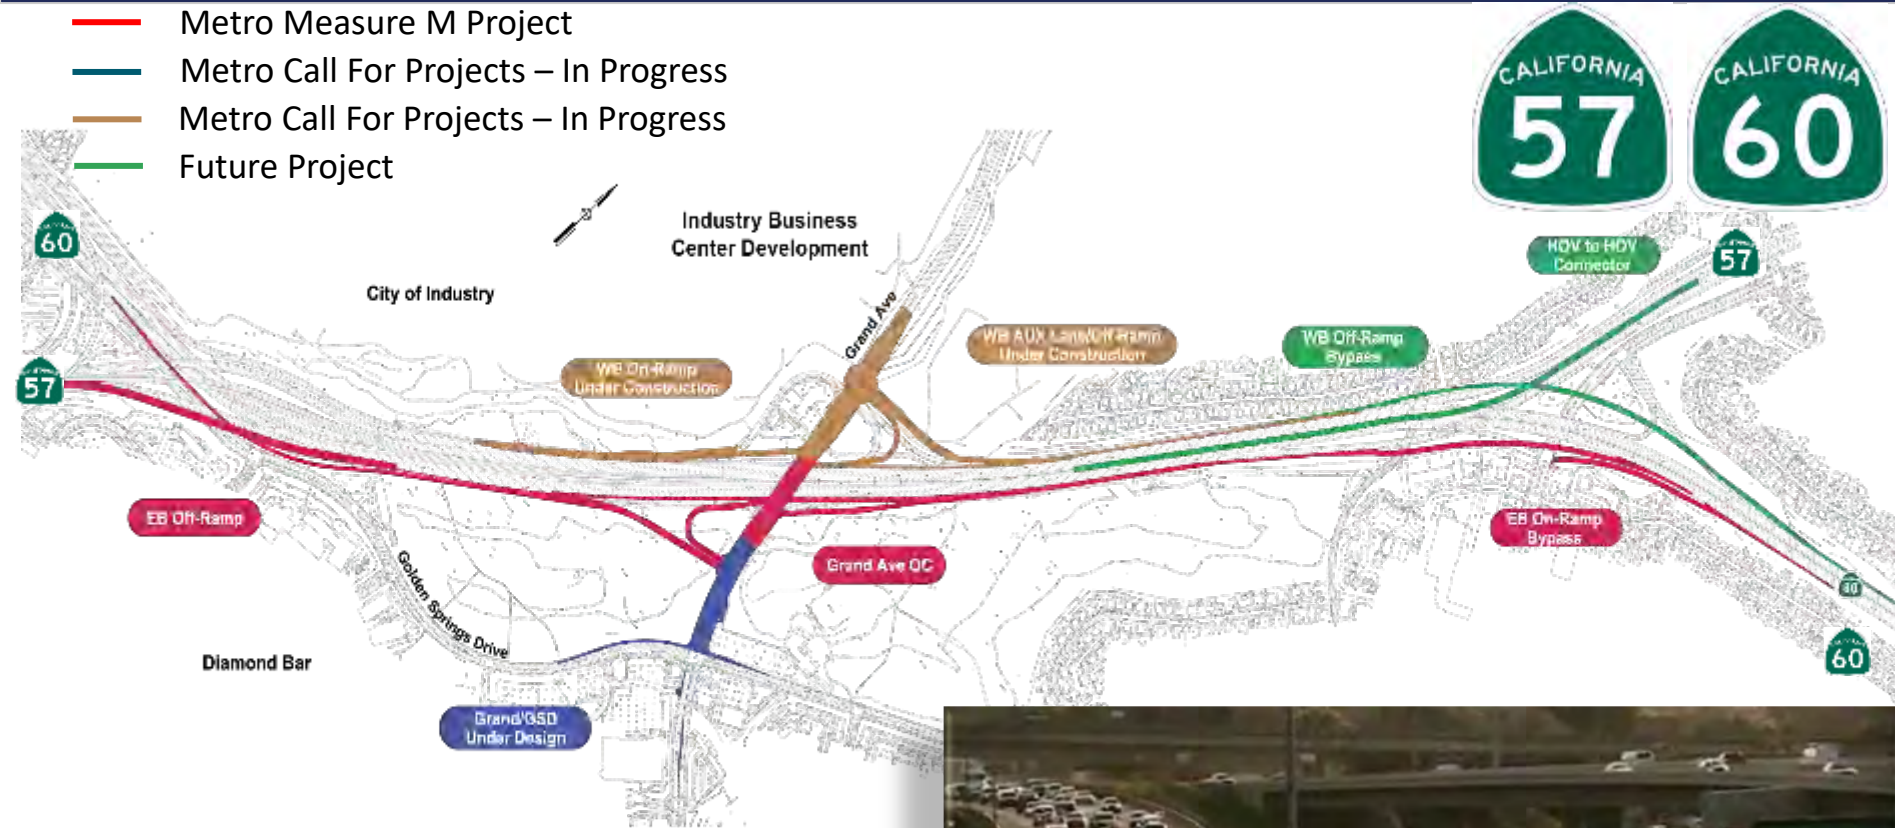 Metro Measure M Project
Metro Call For Projects – In Progress
Metro Call For Projects – In Progress
Future Project
CALIFORNIA
57
CALIFORNIA
60
60
Industry Business
Center Development
HOV to HOV
Connector
57
City of Industry
Grand Ave
WB AUX Lane/Off-Ramp
Under Construction
WB Off-Ramp
Bypass
WB On-Ramp
Under Construction
57
EB Off-Ramp
EB On-Ramp
Bypass
Grand Ave OC
Golden Springs Drive
60
60
Diamond Bar
Grand/GSD
Under Design